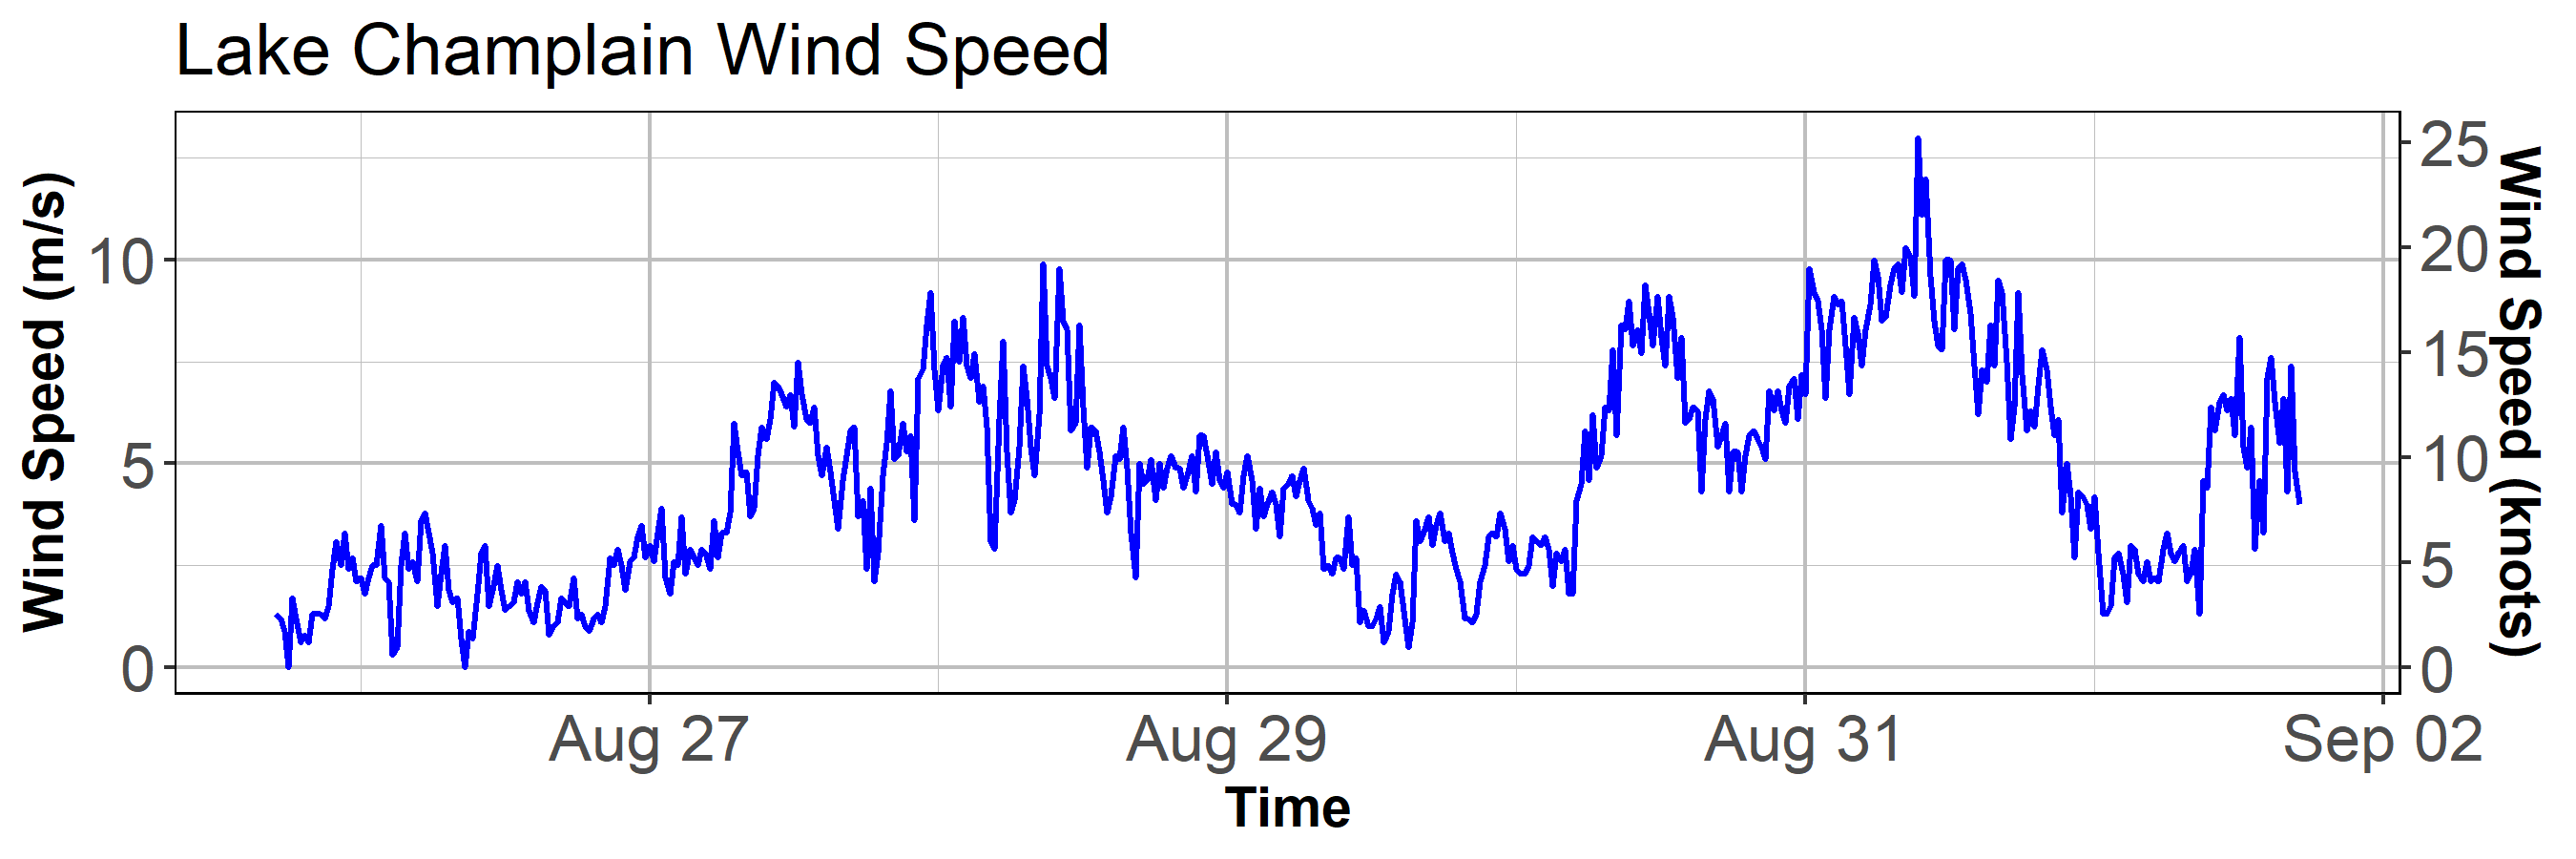 Lake Champlain Wind Speed
Wind Speed (m/s)
10
5
0
25
20
15
10
5
0
Wind Speed (knots)
Aug 27
Aug 29
Aug 31
Sep 02
Time